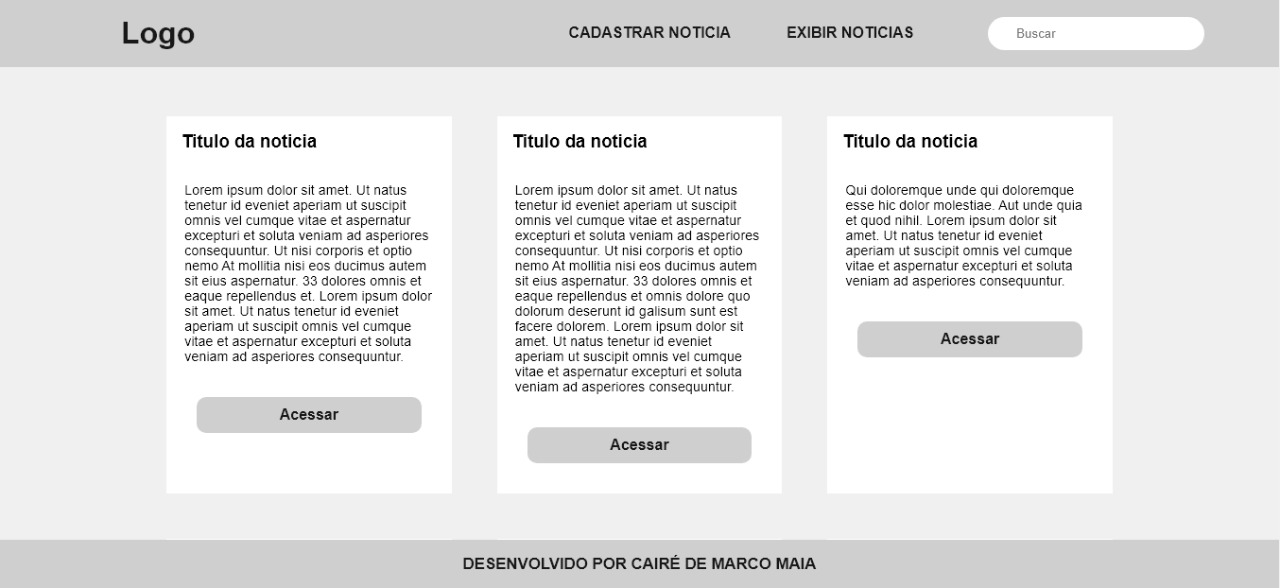 Logo
CADASTRAR NOTICIA
EXIBIR NOTICIAS
Buscar
Titulo da noticia
Lorem ipsum dolor sit amet. Ut natus
tenetur id eveniet aperiam ut suscipit
omnis vel cumque vitae et aspernatur
excepturi et soluta veniam ad asperiores
consequuntur. Ut nisi corporis et optio
nemo At mollitia nisi eos ducimus autem
sit eius aspernatur. 33 dolores omnis et
eaque repellendus et. Lorem ipsum dolor
sit amet. Ut natus tenetur id eveniet
aperiam ut suscipit omnis vel cumque
vitae et aspernatur excepturi et soluta
veniam ad asperiores consequuntur.
Acessar
Titulo da noticia
Lorem ipsum dolor sit amet. Ut natus
tenetur id eveniet aperiam ut suscipit
omnis vel cumque vitae et aspernatur
excepturi et soluta veniam ad asperiores
consequuntur. Ut nisi corporis et optio
nemo At mollitia nisi eos ducimus autem
sit eius aspernatur. 33 dolores omnis et
eaque repellendus et omnis dolore quo
dolorum deserunt id galisum sunt est
facere dolorem. Lorem ipsum dolor sit
amet. Ut natus tenetur id eveniet
aperiam ut suscipit omnis vel cumque
vitae et aspernatur excepturi et soluta
veniam ad asperiores consequuntur.
Acessar
Titulo da noticia
Qui doloremque unde qui doloremque
esse hic dolor molestiae. Aut unde quia
et quod nihil. Lorem ipsum dolor sit
amet. Ut natus tenetur id eveniet
aperiam ut suscipit omnis vel cumque
vitae et aspernatur excepturi et soluta
veniam ad asperiores consequuntur.
Acessar
DESENVOLVIDO POR CAIRÉ DE MARCO MAIA